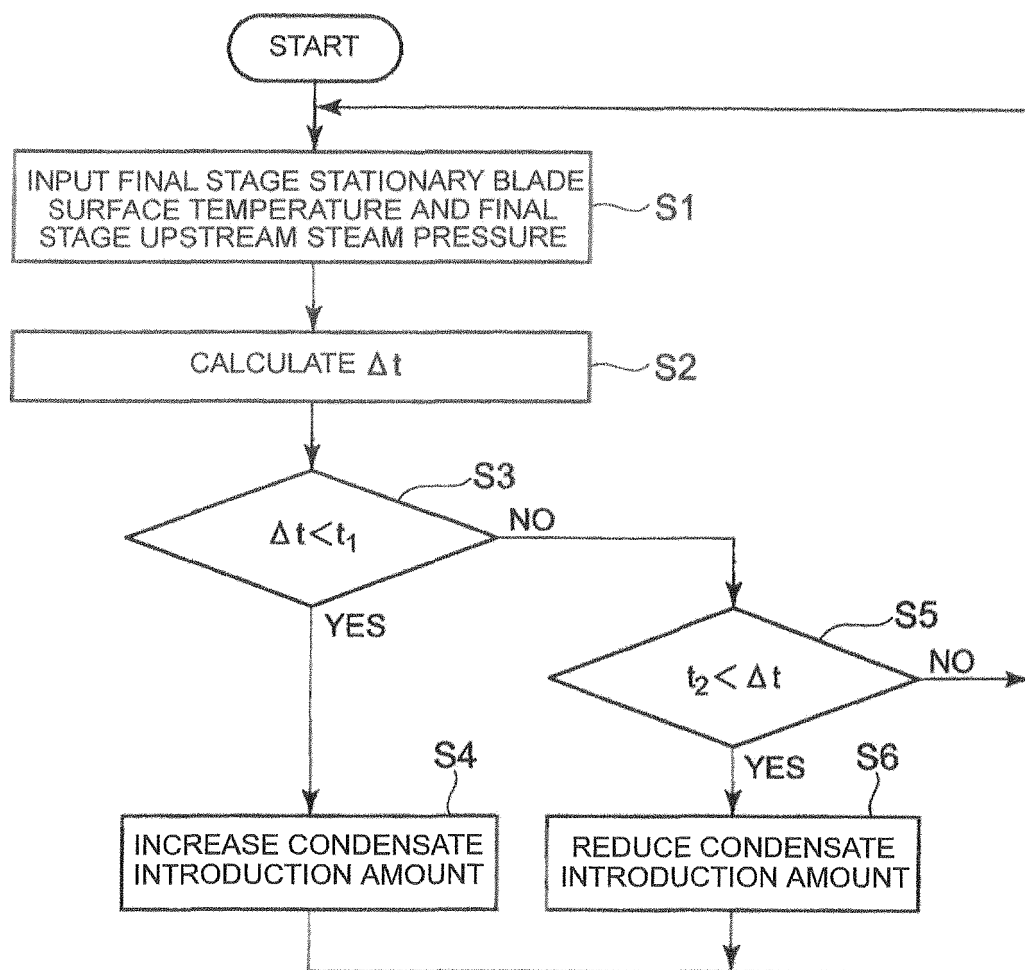 START
INPUT FINAL STAGE STATIONARY BLADE
SURFACE TEMPERATURE AND FINAL
STAGE UPSTREAM STEAM PRESSURE
S1
CALCULATE Δt
S2
S3
Δt<t₁
NO
YES
S5
t₂<Δt
NO
YES
S4
INCREASE CONDENSATE
INTRODUCTION AMOUNT
S6
REDUCE CONDENSATE
INTRODUCTION AMOUNT